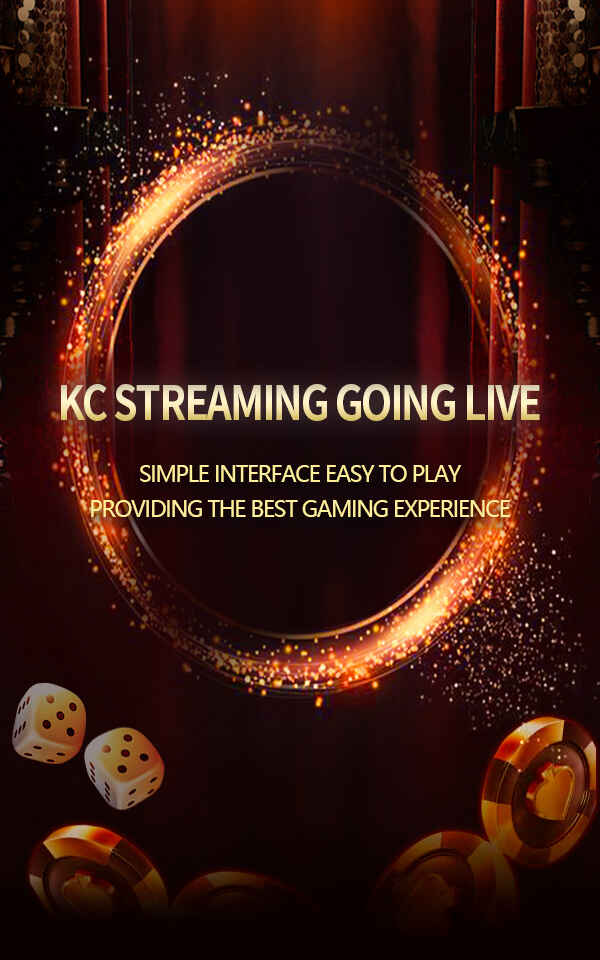 KC STREAMING GOING LIVE
SIMPLE INTERFACE EASY TO PLAY
PROVIDING THE BEST GAMING EXPERIENCE